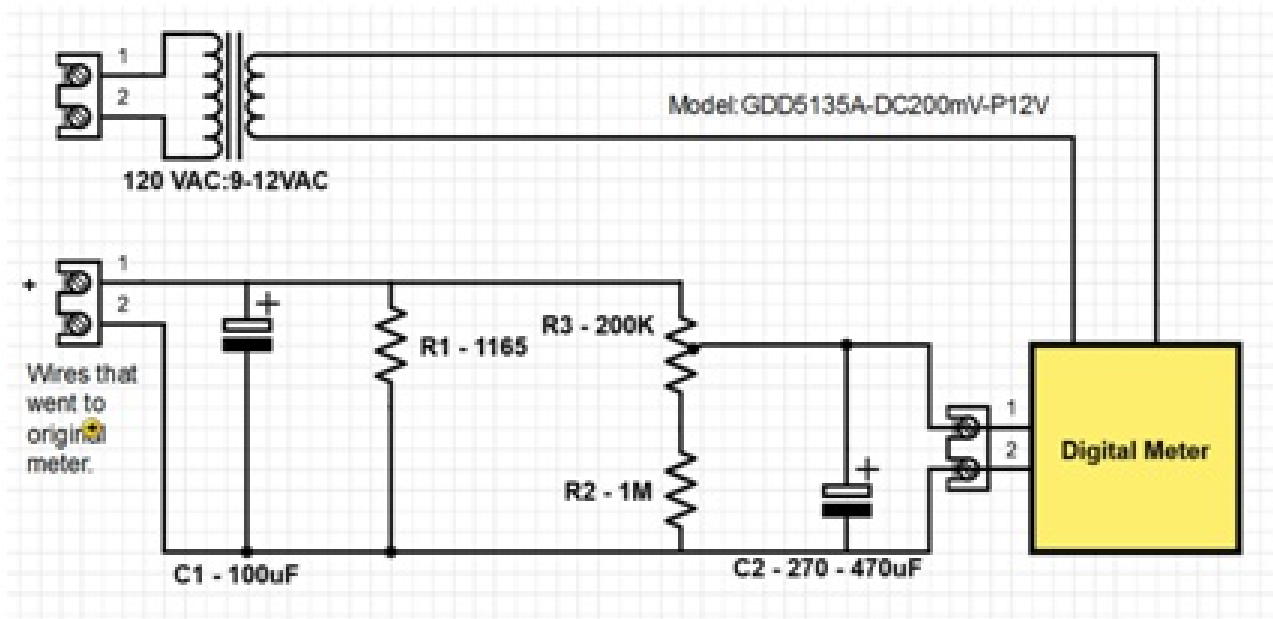 1
2
Model:GDD5135A-DC200mV-P12V
120 VAC:9-12VAC
+
1
2
+
R1 - 1165
R3 - 200K
Wires that
went to
original
meter.
R2 - 1M
+
1
2
Digital Meter
C1 - 100uF
C2 - 270 - 470uF